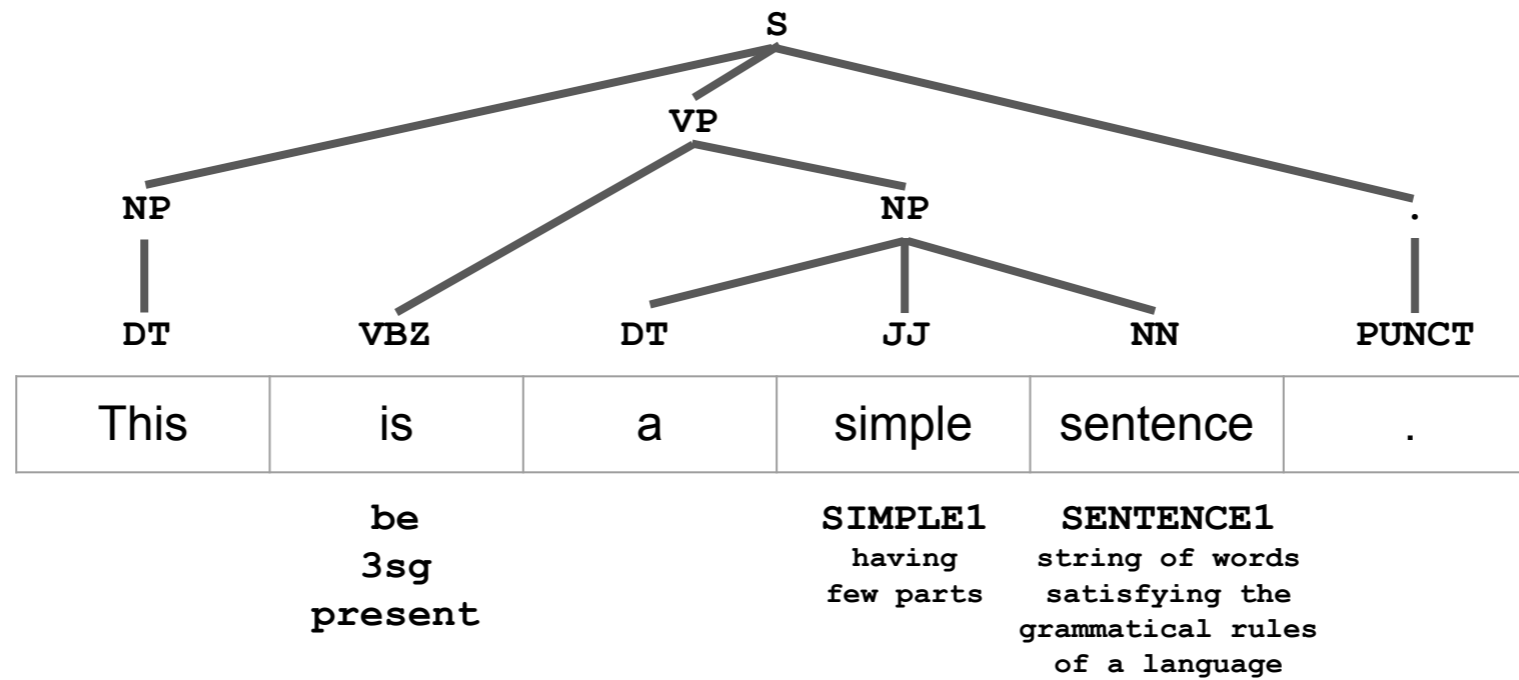 S
VP
NP NP .
DT VBZ DT JJ NN PUNCT
This is a simple sentence .
be SIMPLE1 SENTENCE1
3sg having string of words
present few parts satisfying the
grammatical rules
of a language